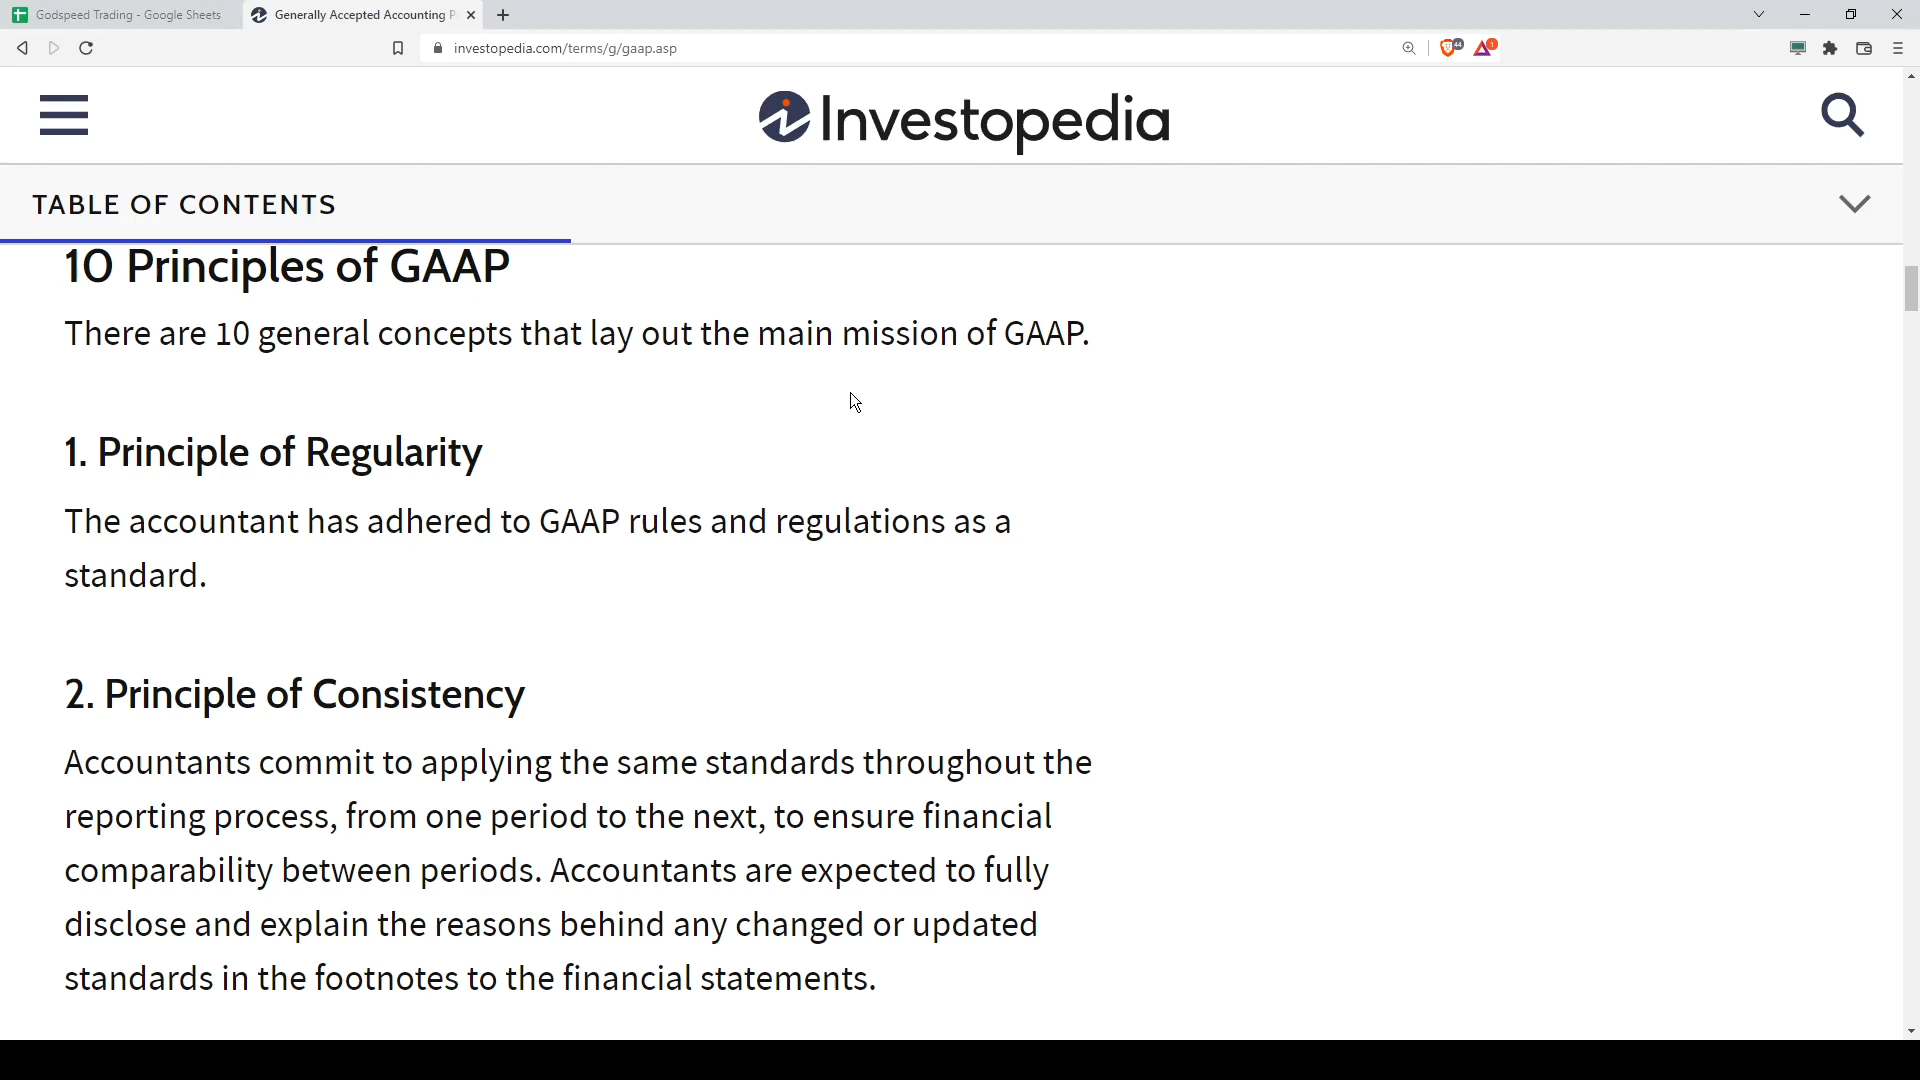 Godspeed Trading - Google Sheets
Generally Accepted Accounting P
investopedia.com/terms/g/gaap.asp
44
1
Investopedia
TABLE OF CONTENTS
10 Principles of GAAP
There are 10 general concepts that lay out the main mission of GAAP.
1. Principle of Regularity
The accountant has adhered to GAAP rules and regulations as a
standard.
2. Principle of Consistency
Accountants commit to applying the same standards throughout the
reporting process, from one period to the next, to ensure financial
comparability between periods. Accountants are expected to fully
disclose and explain the reasons behind any changed or updated
standards in the footnotes to the financial statements.